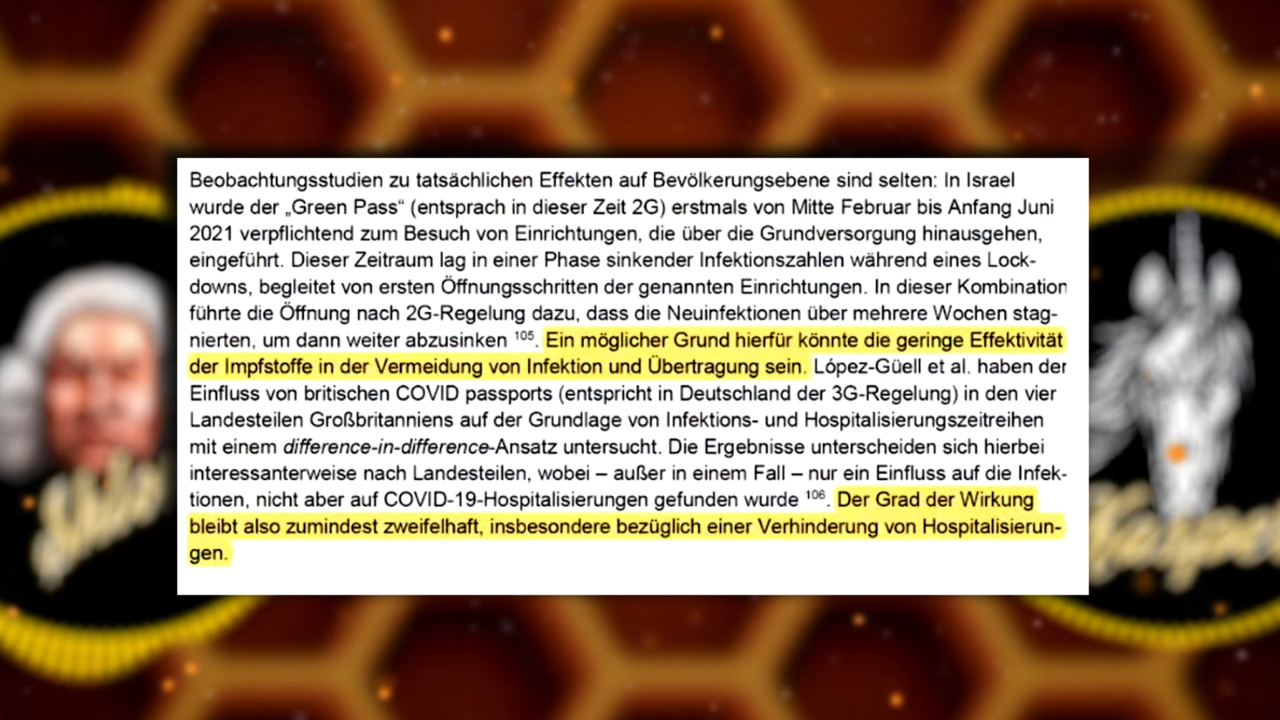 Beobachtungsstudien zu tatsächlichen Effekten auf Bevölkerungsebene sind selten: In Israel
wurde der „Green Pass“ (entsprach in dieser Zeit 2G) erstmals von Mitte Februar bis Anfang Juni
2021 verpflichtend zum Besuch von Einrichtungen, die über die Grundversorgung hinausgehen,
eingeführt. Dieser Zeitraum lag in einer Phase sinkender Infektionszahlen während eines Lock-
downs, begleitet von ersten Öffnungsschritten der genannten Einrichtungen. In dieser Kombination
führte die Öffnung nach 2G-Regelung dazu, dass die Neuinfektionen über mehrere Wochen stag-
nierten, um dann weiter abzusinken ¹⁰⁵. Ein möglicher Grund hierfür könnte die geringe Effektivität
der Impfstoffe in der Vermeidung von Infektion und Übertragung sein. López-Güell et al. haben der
Einfluss von britischen COVID passports (entspricht in Deutschland der 3G-Regelung) in den vier
Landesteilen Großbritanniens auf der Grundlage von Infektions- und Hospitalisierungszeitreihen
mit einem difference-in-difference-Ansatz untersucht. Die Ergebnisse unterscheiden sich hierbei
interessanterweise nach Landesteilen, wobei – außer in einem Fall – nur ein Einfluss auf die Infek-
tionen, nicht aber auf COVID-19-Hospitalisierungen gefunden wurde ¹⁰⁶. Der Grad der Wirkung
bleibt also zumindest zweifelhaft, insbesondere bezüglich einer Verhinderung von Hospitalisierun-
gen.